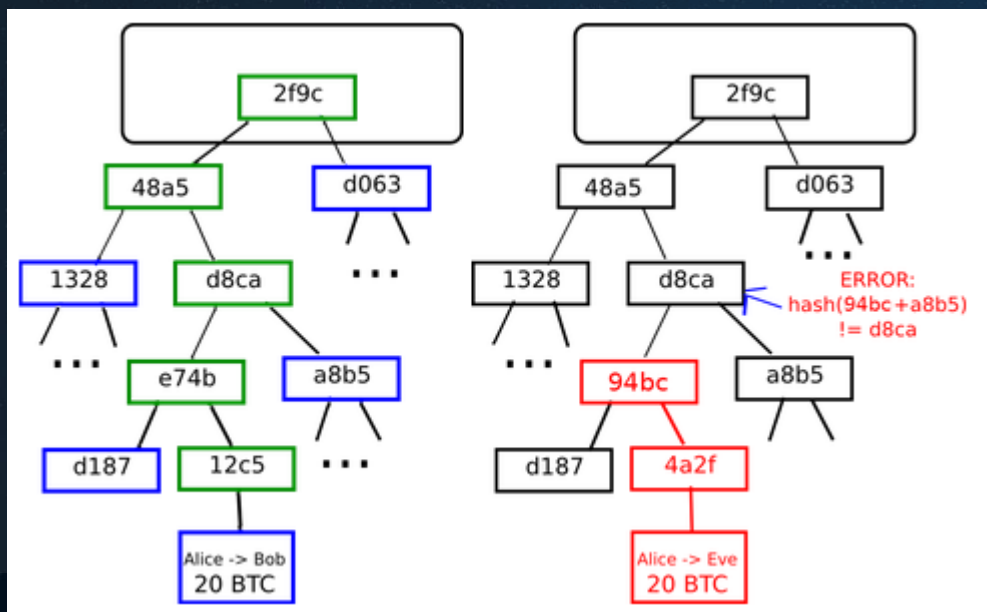 2f9c
48a5
d063
...
1328
d8ca
...
e74b
a8b5
...
d187
12c5
Alice -> Bob
20 BTC
2f9c
48a5
d063
...
1328
d8ca
ERROR:
hash(94bc+a8b5)
!= d8ca
...
94bc
a8b5
d187
4a2f
Alice -> Eve
20 BTC